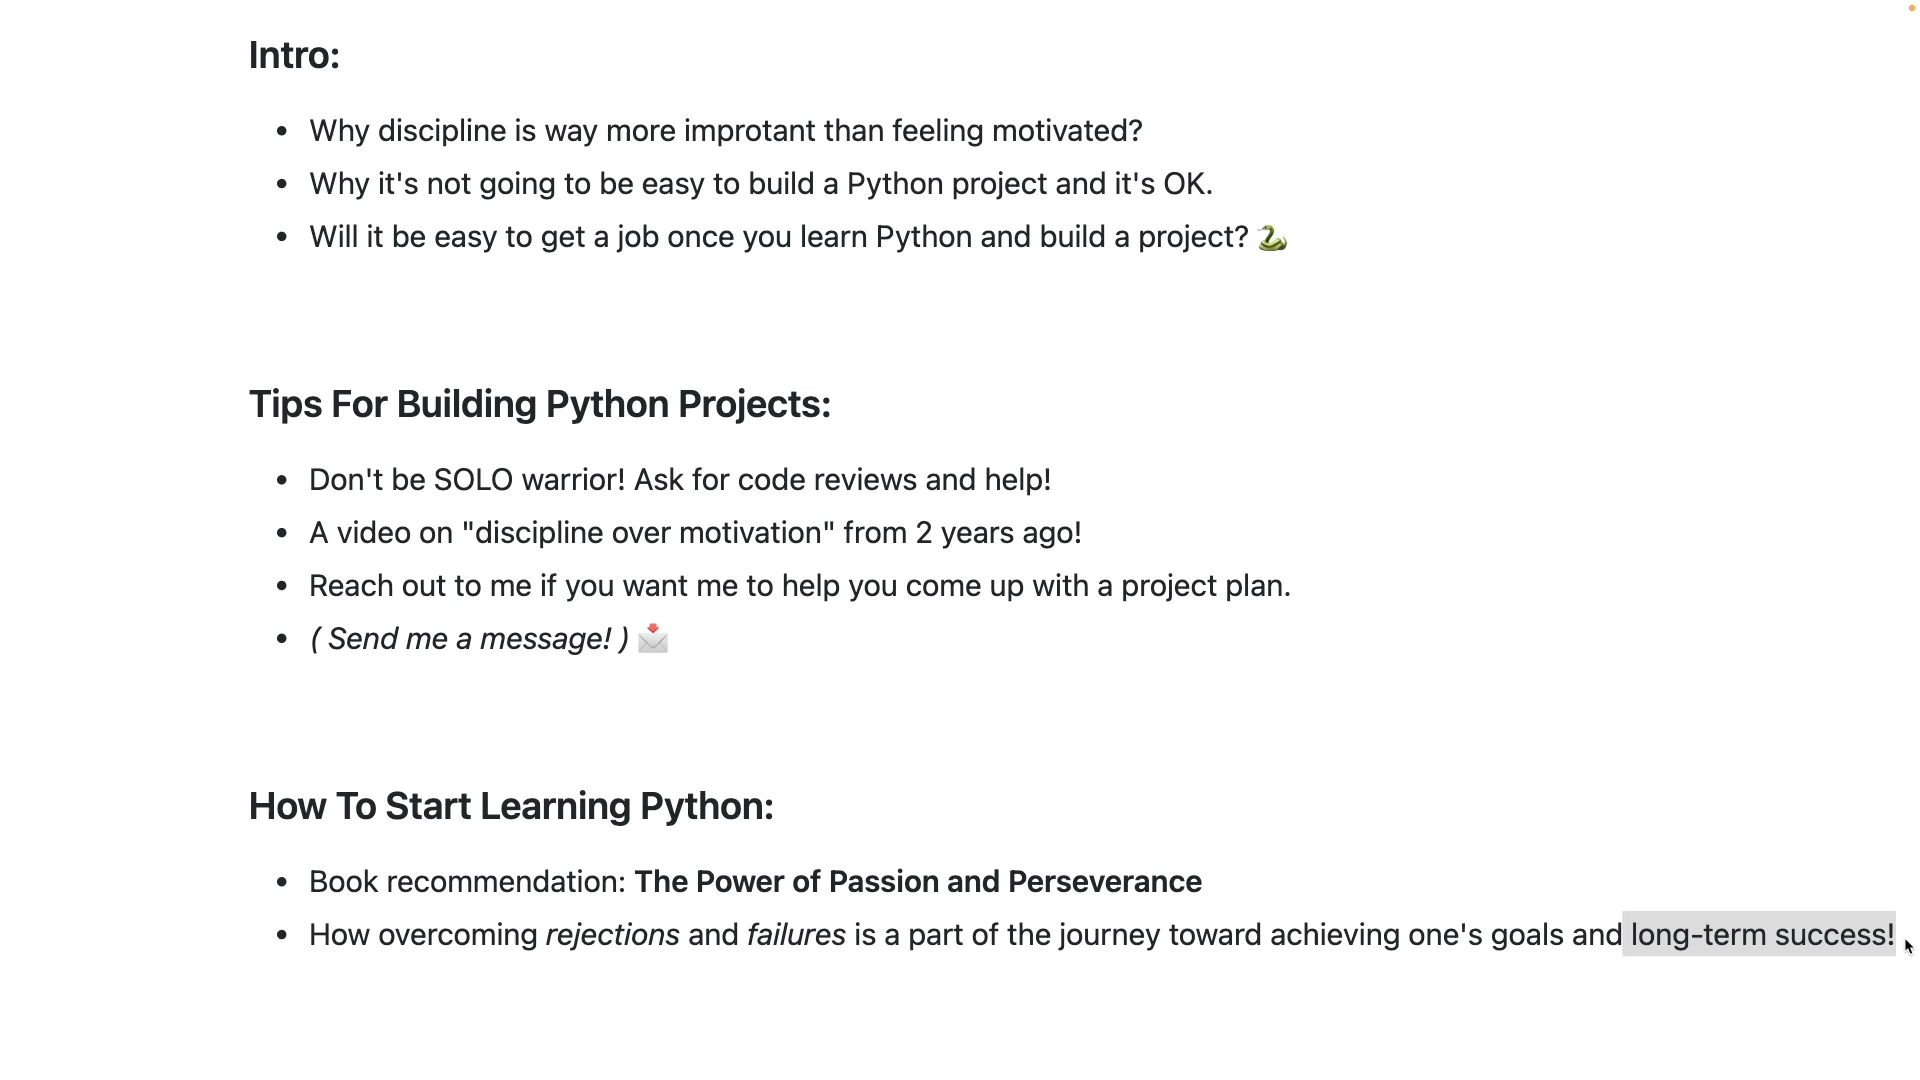 Intro:
• Why discipline is way more improtant than feeling motivated?
• Why it's not going to be easy to build a Python project and it's OK.
• Will it be easy to get a job once you learn Python and build a project? 🐍
Tips For Building Python Projects:
• Don't be SOLO warrior! Ask for code reviews and help!
• A video on "discipline over motivation" from 2 years ago!
• Reach out to me if you want me to help you come up with a project plan.
• ( Send me a message! ) 📩
How To Start Learning Python:
• Book recommendation: The Power of Passion and Perseverance
• How overcoming rejections and failures is a part of the journey toward achieving one's goals and long-term success!